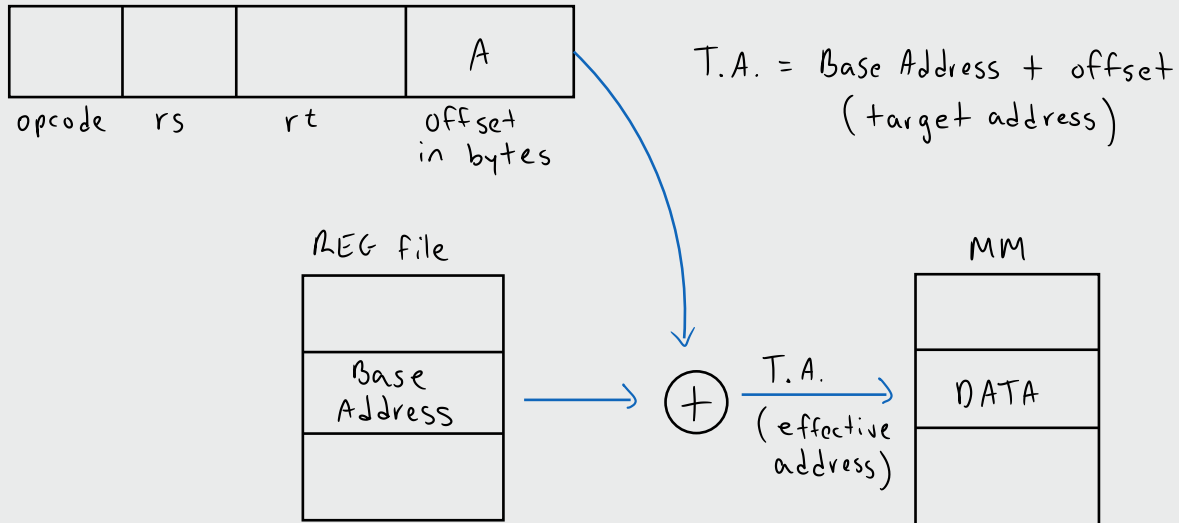 A
opcode rs rt offset
in bytes
T.A. = Base Address + offset
(target address)
REG file
MM
Base
Address
+
T.A.
(effective
address)
DATA